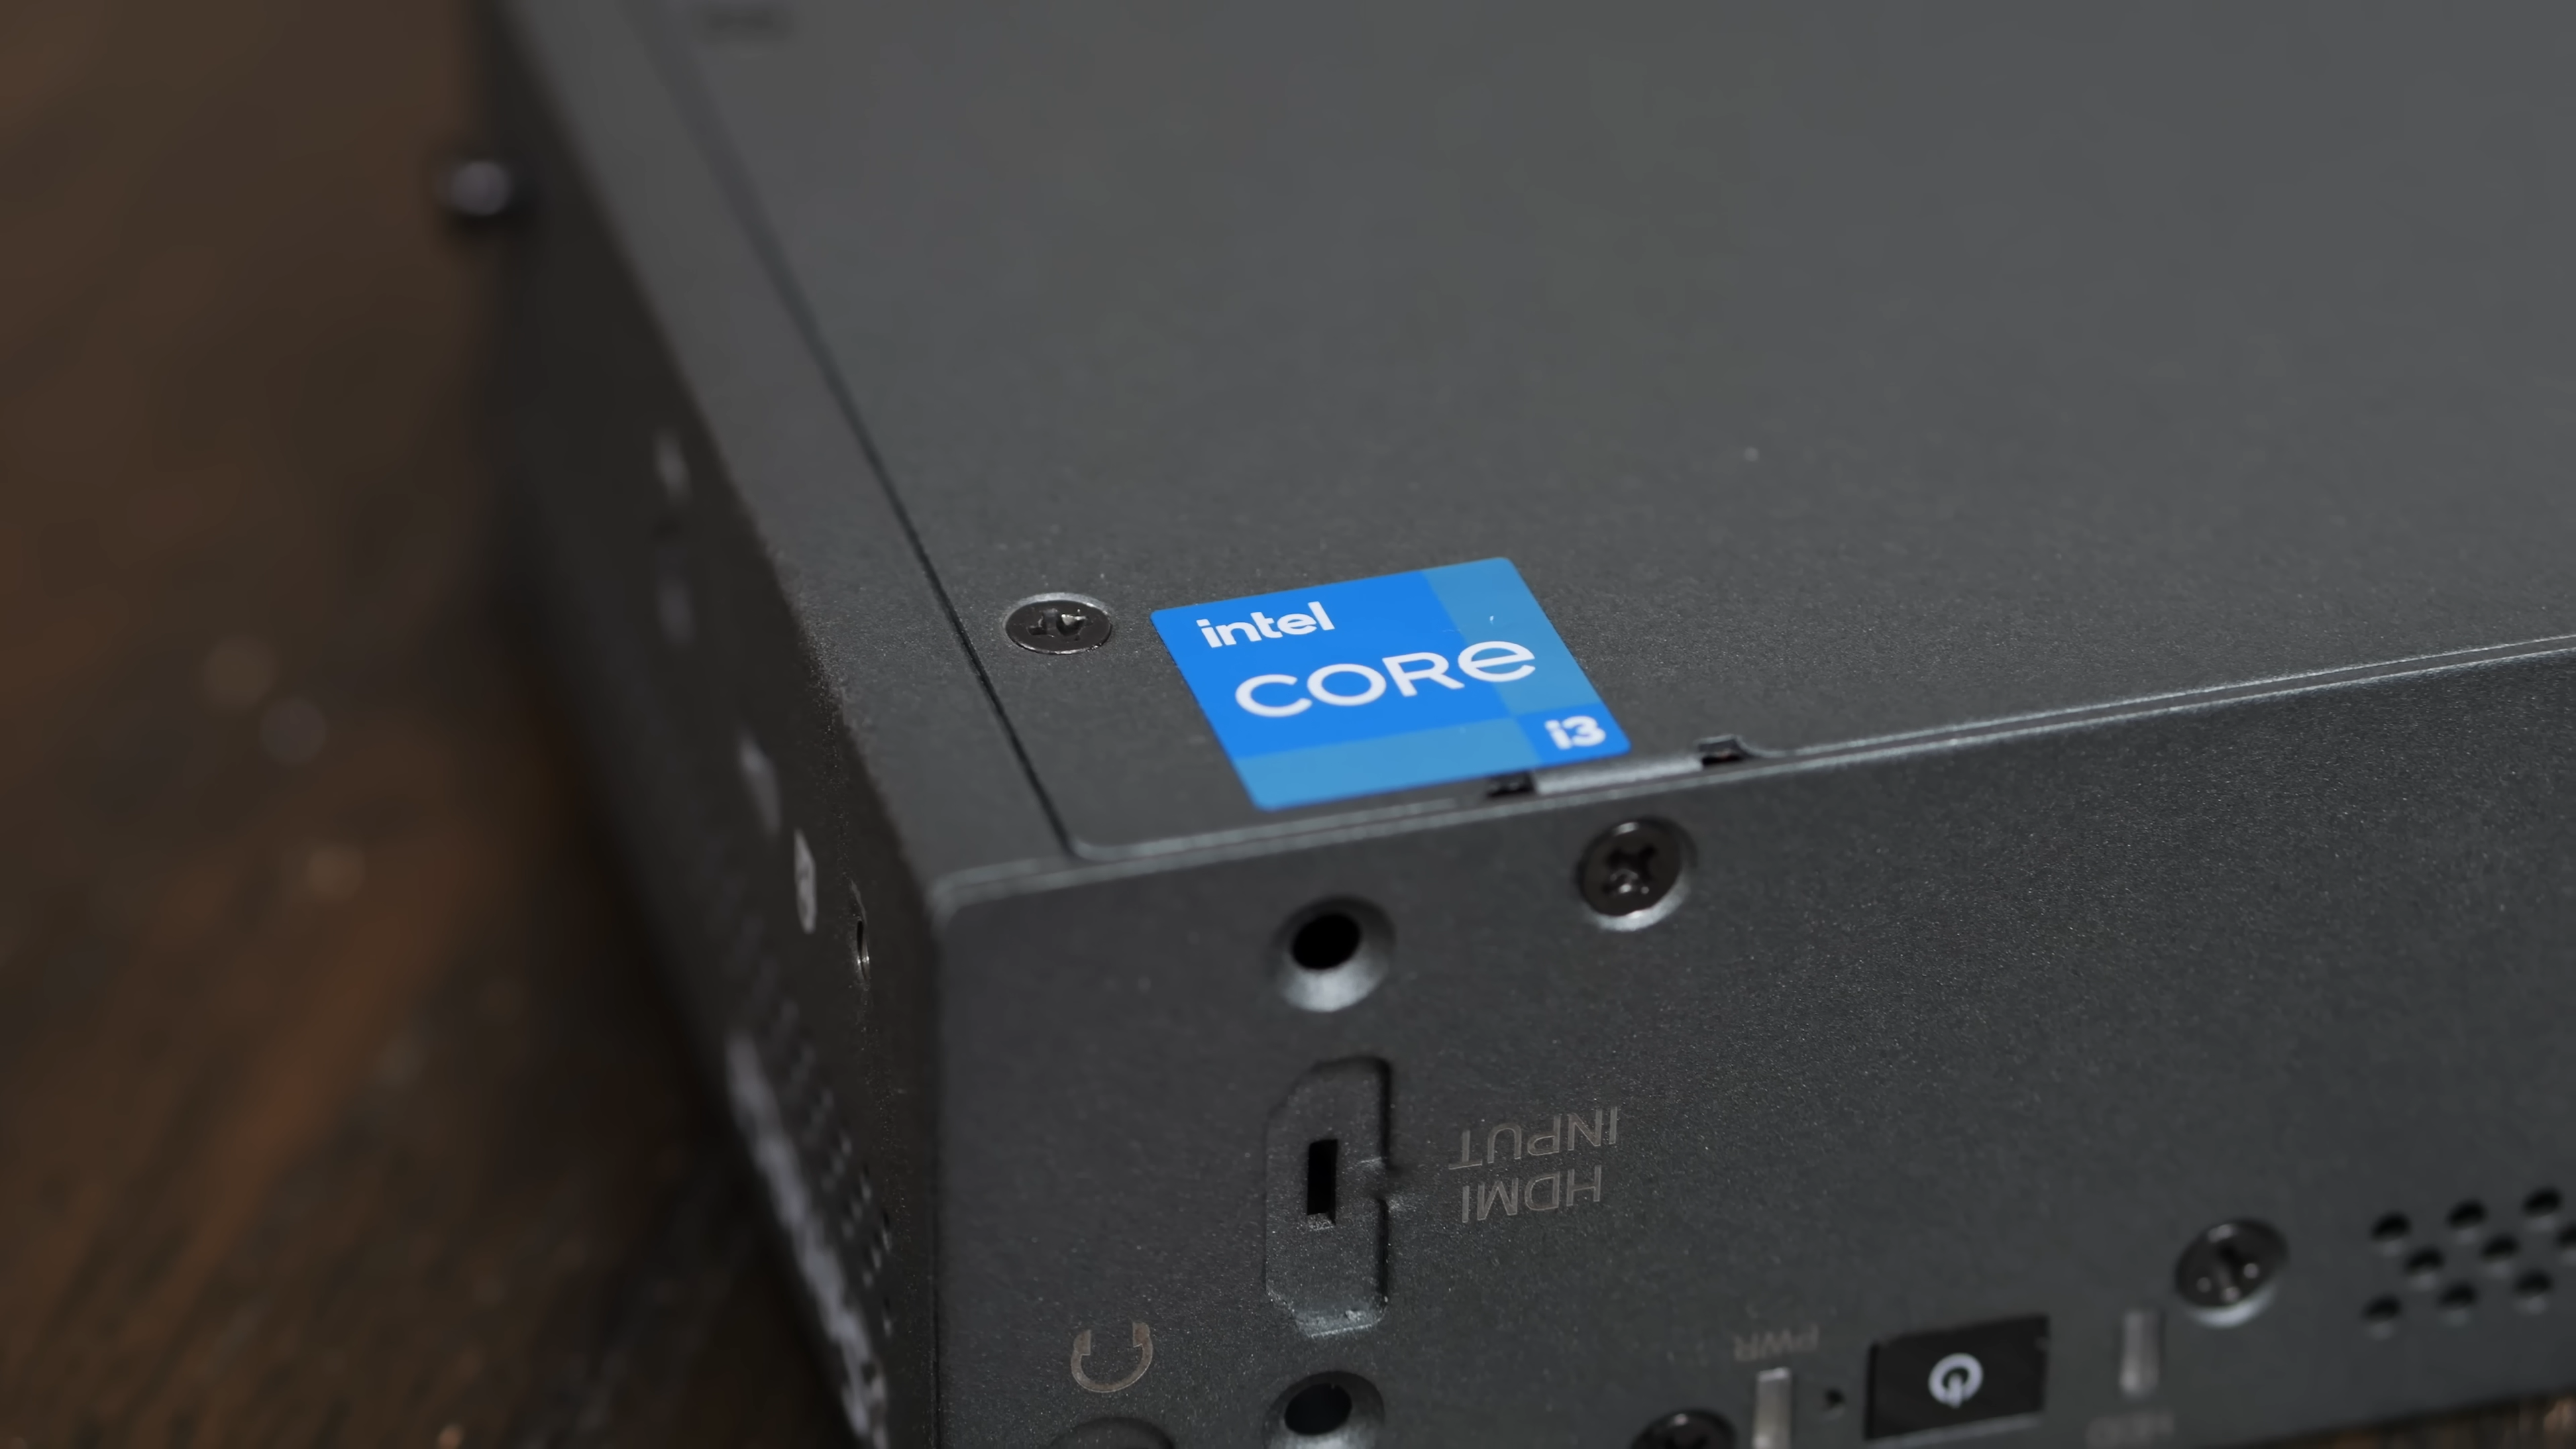 intel
CORE
i3
HDMI
INPUT
PWR